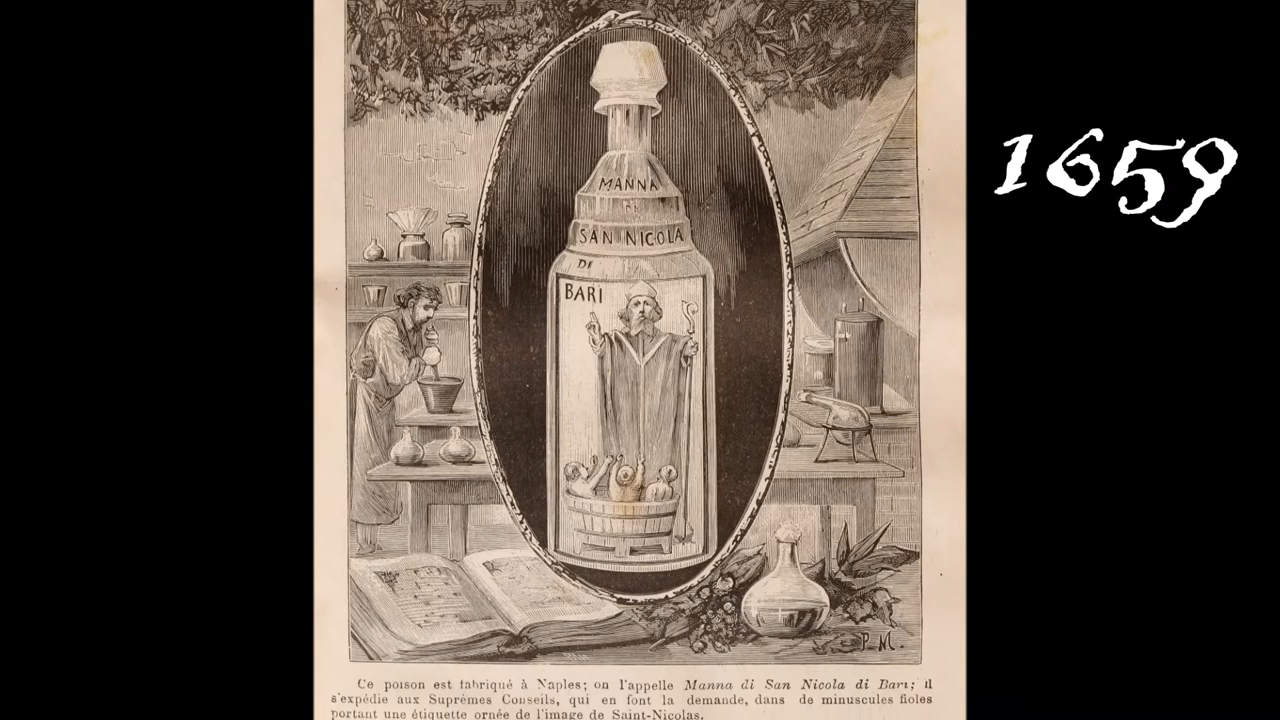 1659
MANNA
DI
SAN NICOLA
DI
BARI
P. M.
Ce poison est fabriqué à Naples; on l'appelle Manna di San Nicola di Bari; il
s'expédie aux Suprêmes Conseils, qui en font la demande, dans de minuscules fioles
portant une étiquette ornée de l'image de Saint-Nicolas.